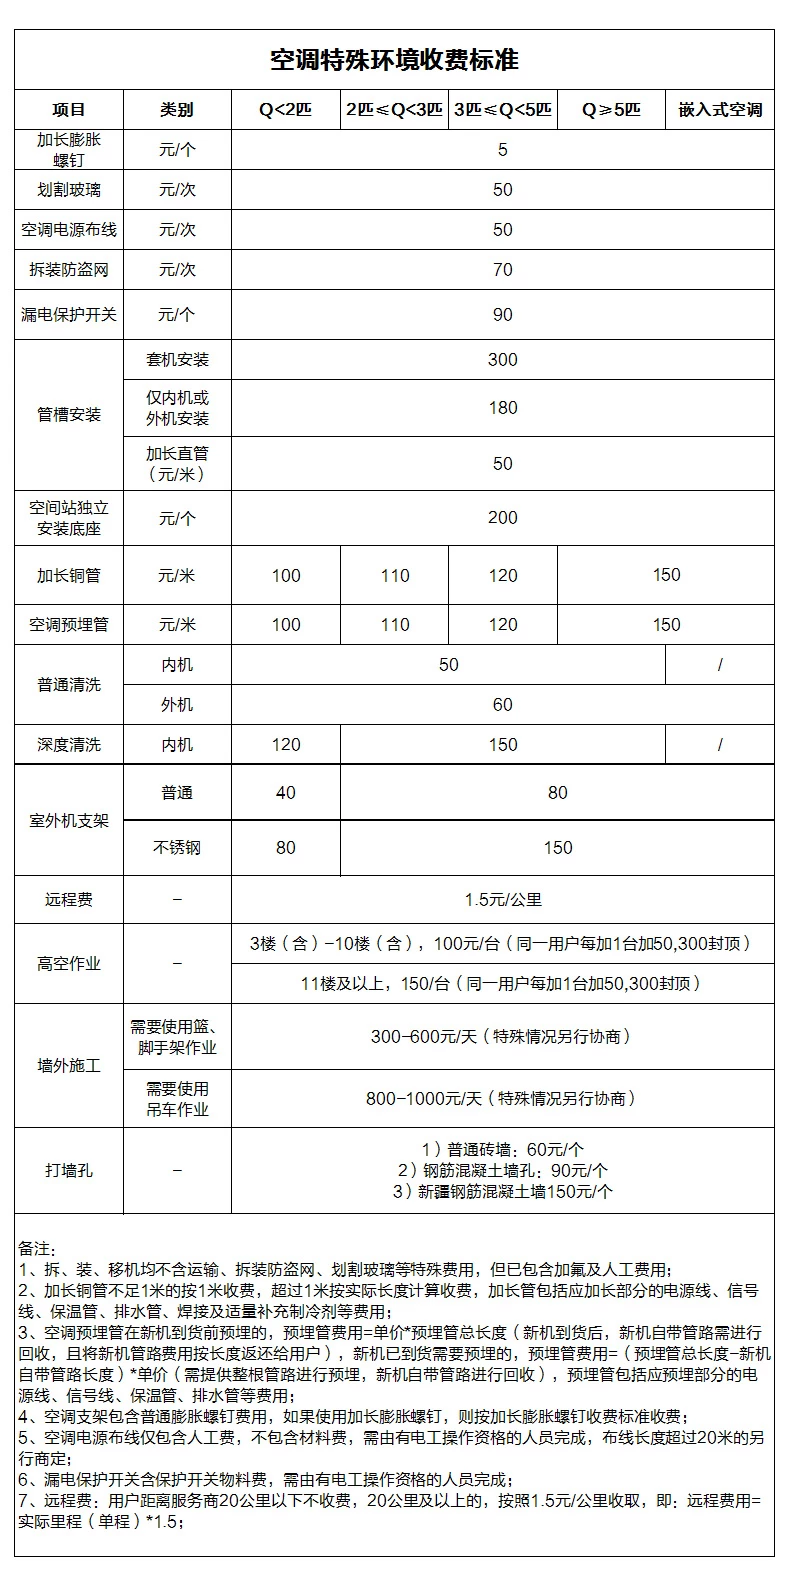 空调特殊环境收费标准
项目 类别 Q<2匹 2匹≤Q<3匹 3匹≤Q<5匹 Q≥5匹 嵌入式空调
加长膨胀
螺钉 元/个 5
划割玻璃 元/次 50
空调电源布线 元/次 50
拆装防盗网 元/次 70
漏电保护开关 元/个 90
管槽安装
套机安装 300
仅内机或
外机安装 180
加长直管
（元/米） 50
空间站独立
安装底座 元/个 200
加长铜管 元/米 100 110 120 150
空调预埋管 元/米 100 110 120 150
普通清洗
内机 50 /
外机 60
深度清洗 内机 120 150 /
室外机支架
普通 40 80
不锈钢 80 150
远程费 – 1.5元/公里
高空作业 –
3楼（含）–10楼（含），100元/台（同一用户每加1台加50,300封顶）
11楼及以上，150/台（同一用户每加1台加50,300封顶）
墙外施工
需要使用篮、
脚手架作业 300–600元/天（特殊情况另行协商）
需要使用
吊车作业 800–1000元/天（特殊情况另行协商）
打墙孔 –
1）普通砖墙：60元/个
2）钢筋混凝土墙孔：90元/个
3）新疆钢筋混凝土墙150元/个
备注：
1、拆、装、移机均不含运输、拆装防盗网、划割玻璃等特殊费用，但已包含加氟及人工费用；
2、加长铜管不足1米的按1米收费，超过1米按实际长度计算收费，加长管包括应加长部分的电源线、信号
线、保温管、排水管、焊接及适量补充制冷剂等费用；
3、空调预埋管在新机到货前预埋的，预埋管费用=单价*预埋管总长度（新机到货后，新机自带管路需进行
回收，且将新机管路费用按长度返还给用户），新机已到货需要预埋的，预埋管费用=（预埋管总长度–新机
自带管路长度）*单价（需提供整根管路进行预埋，新机自带管路进行回收），预埋管包括应预埋部分的电
源线、信号线、保温管、排水管等费用；
4、空调支架包含普通膨胀螺钉费用，如果使用加长膨胀螺钉，则按加长膨胀螺钉收费标准收费；
5、空调电源布线仅包含人工费，不包含材料费，需由有电工操作资格的人员完成，布线长度超过20米的另
行商定；
6、漏电保护开关含保护开关物料费，需由有电工操作资格的人员完成；
7、远程费：用户距离服务商20公里以下不收费，20公里及以上的，按照1.5元/公里收取，即：远程费用=
实际里程（单程）*1.5；